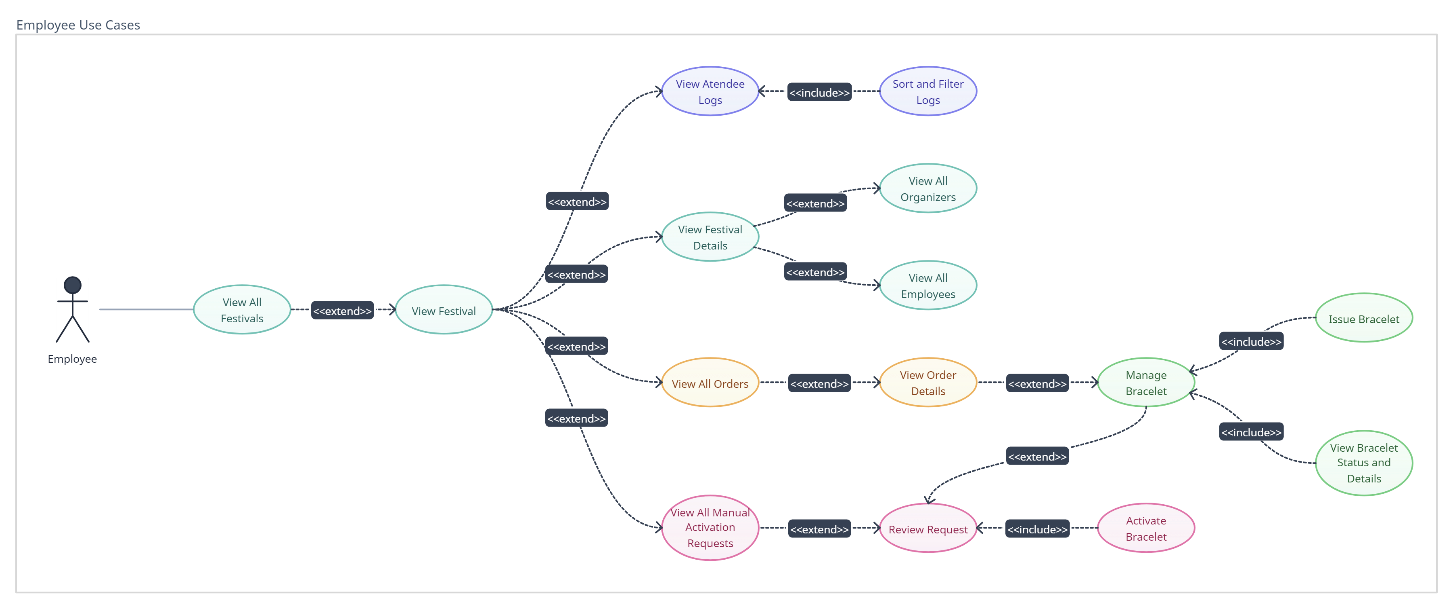 Employee Use Cases
View Atendee
Logs
<<include>>
Sort and Filter
Logs
<<extend>>
View All
Organizers
<<extend>>
View Festival
Details
<<extend>>
<<extend>>
View All
Employees
Employee
View All
Festivals
<<extend>>
View Festival
<<extend>>
View All Orders
<<extend>>
View Order
Details
<<extend>>
Manage
Bracelet
<<include>>
Issue Bracelet
<<include>>
View Bracelet
Status and
Details
<<extend>>
<<extend>>
View All Manual
Activation
Requests
<<extend>>
Review Request
<<include>>
Activate
Bracelet